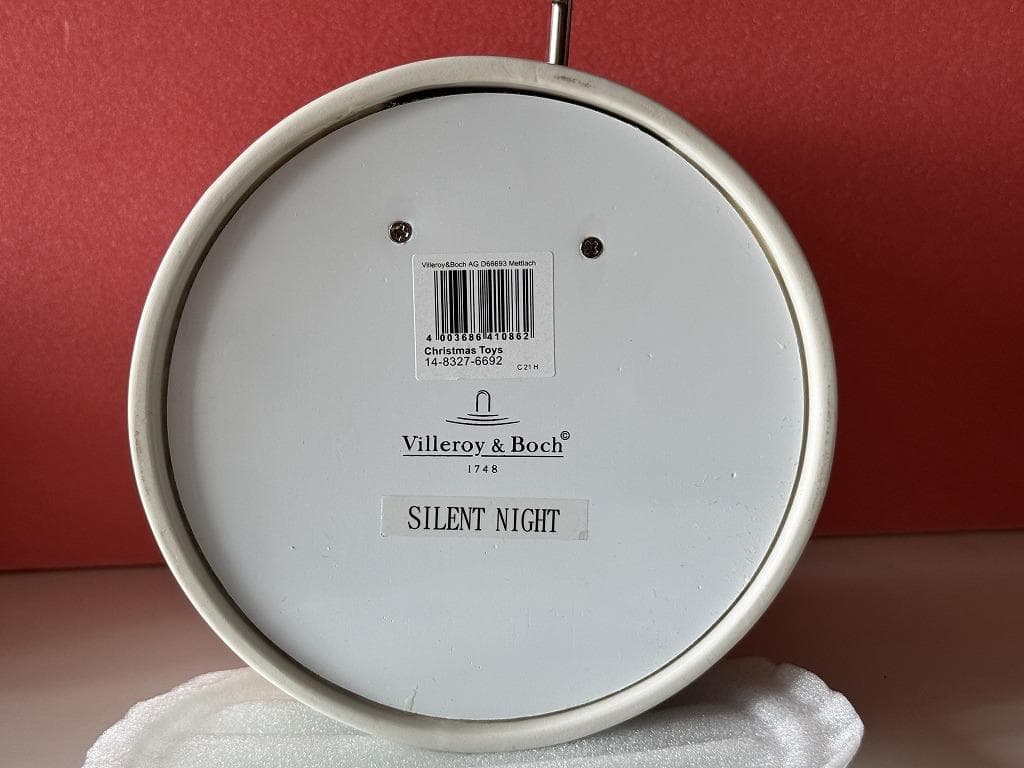 Villeroy&Boch AG D66693 Mettlach
4 003686 410862
Christmas Toys
14-8327-6692
C 21 H
Villeroy & Boch©
1748
SILENT NIGHT